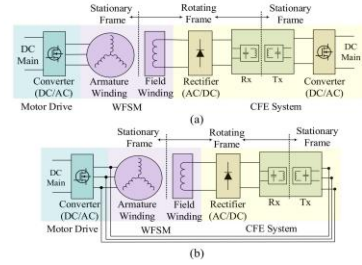 Stationary Frame
Rotating Frame
Stationary Frame
DC Main
DC Main
Converter (DC/AC)
Armature Winding
Field Winding
Rectifier (AC/DC)
Rx
Tx
Converter (DC/AC)
Motor Drive
WFSM
CFE System
(a)
Stationary Frame
Rotating Frame
Stationary Frame
DC Main
Converter (DC/AC)
Armature Winding
Field Winding
Rectifier (AC/DC)
Rx
Tx
Motor Drive
WFSM
CFE System
(b)